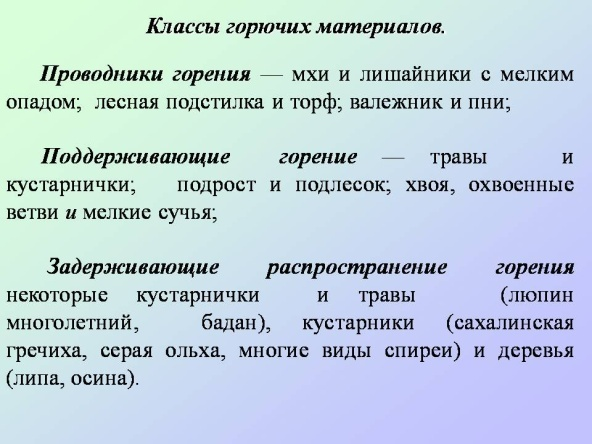 Классы горючих материалов.
Проводники горения — мхи и лишайники с мелким
опадом; лесная подстилка и торф; валежник и пни;
Поддерживающие горение — травы и
кустарнички; подрост и подлесок; хвоя, охвоенные
ветви и мелкие сучья;
Задерживающие распространение горения
некоторые кустарнички и травы (люпин
многолетний, бадан), кустарники (сахалинская
гречиха, серая ольха, многие виды спиреи) и деревья
(липа, осина).